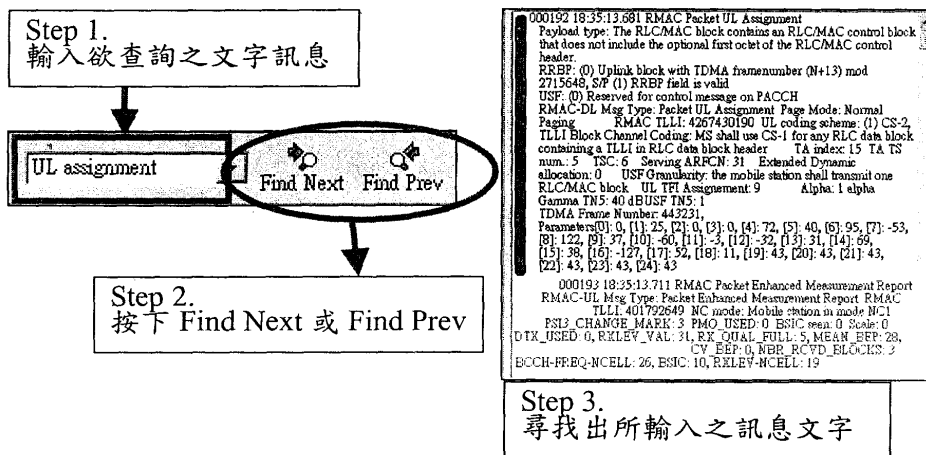 Step 1.
輸入欲查詢之文字訊息
UL assignment
Find Next Find Prev
Step 2.
按下 Find Next 或 Find Prev
000192 18:35:13.681 RMAC Packet UL Assignment
Payload type: The RLC/MAC block contains an RLC/MAC control block
that does not include the optional first octet of the RLC/MAC control
header.
RRBP: (0) Uplink block with TDMA framenumber (N+13) mod
2715648, S/P (1) RRBP field is valid
USF: (0) Reserved for control message on PACCH
RMAC-DL Msg Type: Packet UL Assignment Page Mode: Normal
Paging RMAC TLLI: 4267430190 UL coding scheme: (1) CS-2,
TLLI Block Channel Coding: MS shall use CS-1 for any RLC data block
containing a TLLI in RLC data block header TA index: 15 TA TS
num.: 5 TSC: 6 Serving ARFCN: 31 Extended Dynamic
allocation: 0 USF Granularity: the mobile station shall transmit one
RLC/MAC block UL TFI Assignement: 9 Alpha: 1 alpha
Gamma TN5: 40 dBUSF TN5: 1
TDMA Frame Number: 443231,
Parameters[0]: 0, [1]: 25, [2]: 0, [3]: 0, [4]: 72, [5]: 40, [6]: 95, [7]: -53,
[8]: 122, [9]: 37, [10]: -60, [11]: -3, [12]: -32, [13]: 31, [14]: 69,
[15]: 38, [16]: -127, [17]: 52, [18]: 11, [19]: 43, [20]: 43, [21]: 43,
[22]: 43, [23]: 43, [24]: 43
000193 18:35:13.711 RMAC Packet Enhanced Measurement Report
RMAC-UL Msg Type: Packet Enhanced Measurement Report RMAC
TLLI: 401792649 NC mode: Mobile station in mode NC1
PSI3_CHANGE_MARK: 3 PMO_USED: 0 BSIC seen: 0 Scale: 0
DTX_USED: 0, RXLEV_VAL: 31, RX_QUAL_FULL: 5, MEAN_BEP: 28,
CV_BEP: 0, NBR_RCVD_BLOCKS: 3
BCCH-FREQ-NCELL: 26, BSIC: 10, RXLEV-NCELL: 19
Step 3.
尋找出所輸入之訊息文字